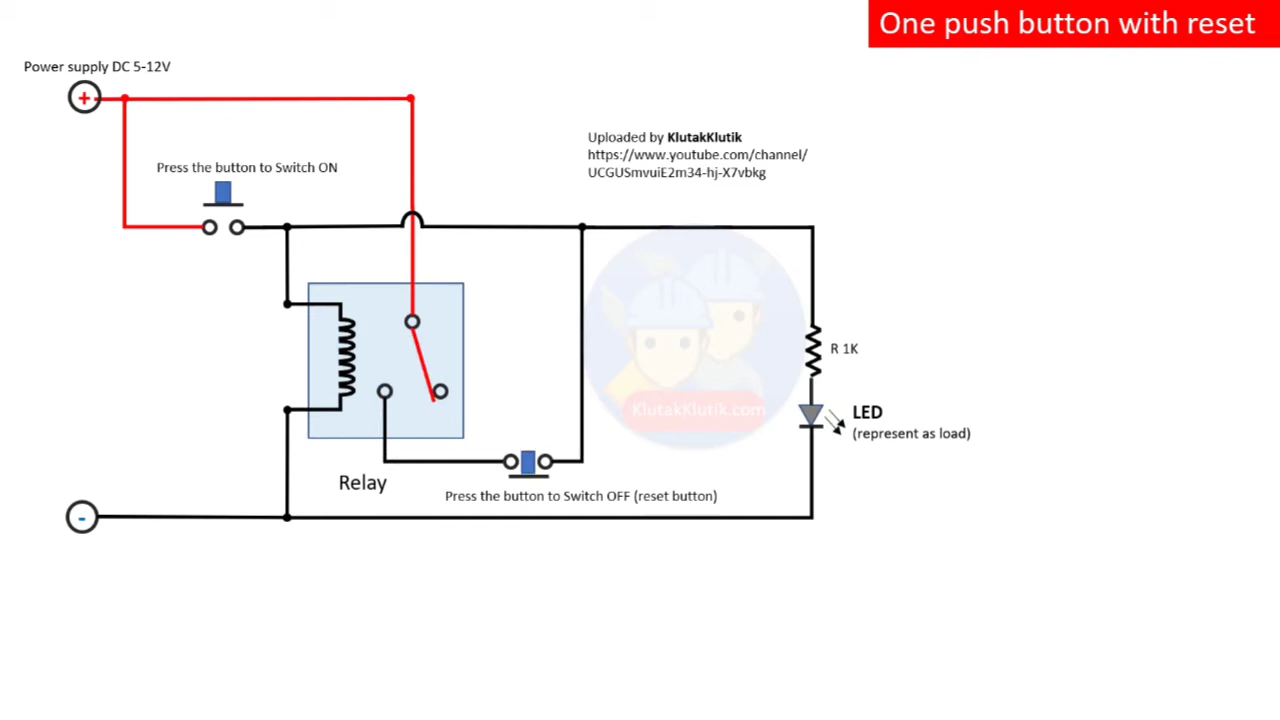 One push button with reset
Power supply DC 5-12V
+
Uploaded by KlutakKlutik
https://www.youtube.com/channel/
UCGUSmvuiE2m34-hj-X7vbkg
Press the button to Switch ON
R 1K
KlutakKlutik.com
LED
(represent as load)
Relay
Press the button to Switch OFF (reset button)
-